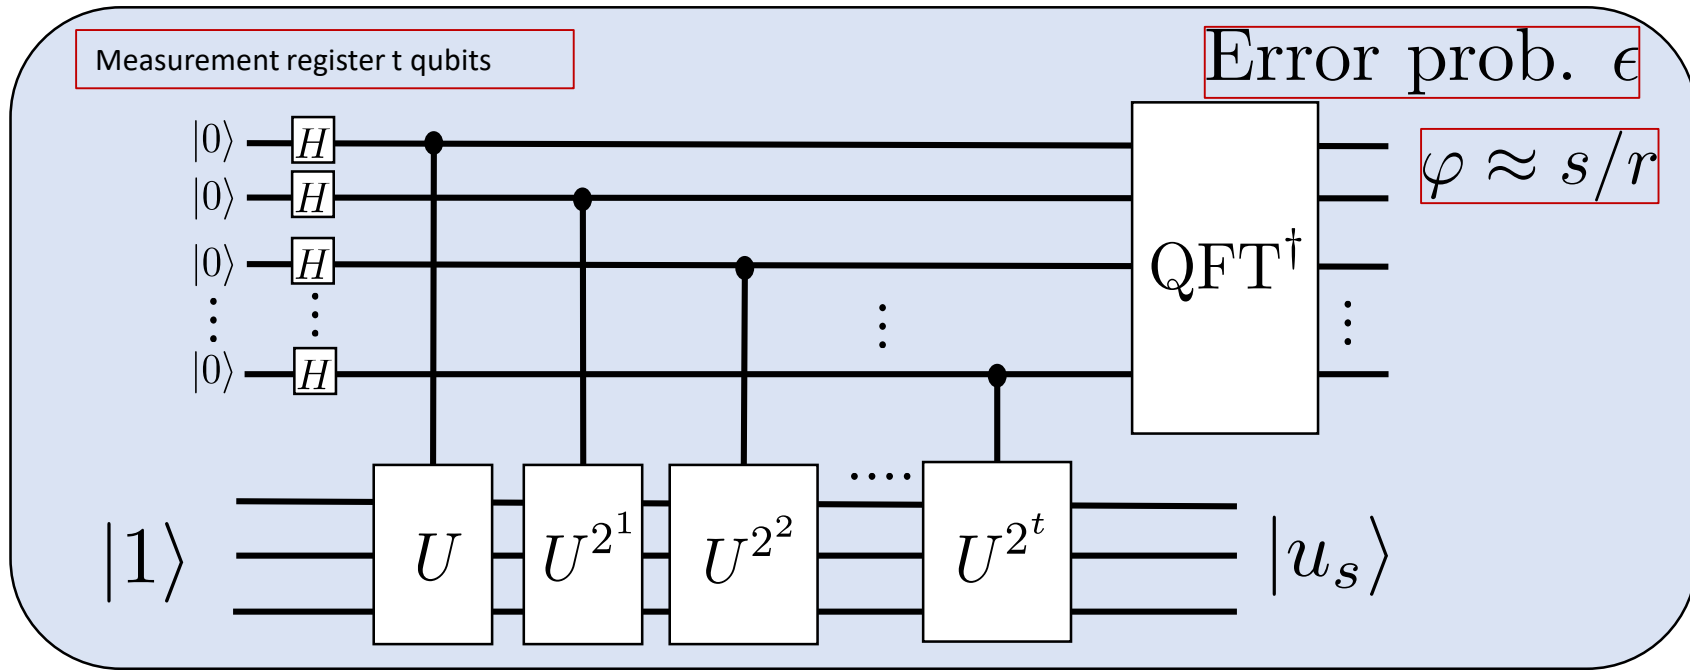 Measurement register t qubits
Error prob. ϵ
|0⟩ H
φ ≈ s/r
|0⟩ H
|0⟩ H
QFT†
|0⟩ H
|1⟩ U U^{2^1} U^{2^2} U^{2^t} |u_s⟩